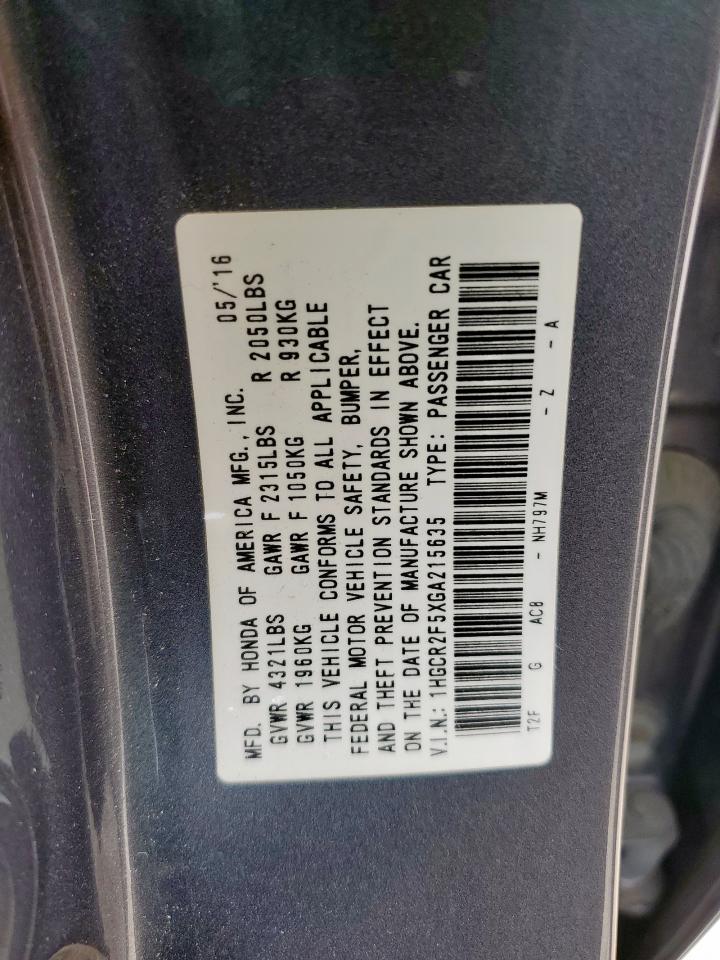 MFD. BY HONDA OF AMERICA MFG., INC. 05/'16
GVWR 4321LBS GAWR F 2315LBS R 2050LBS
GVWR 1960KG GAWR F 1050KG R 930KG
THIS VEHICLE CONFORMS TO ALL APPLICABLE
FEDERAL MOTOR VEHICLE SAFETY, BUMPER,
AND THEFT PREVENTION STANDARDS IN EFFECT
ON THE DATE OF MANUFACTURE SHOWN ABOVE.
V.I.N.: 1HGCR2F5XGA215635 TYPE: PASSENGER CAR
T2F G AC8 - NH797M - Z - A